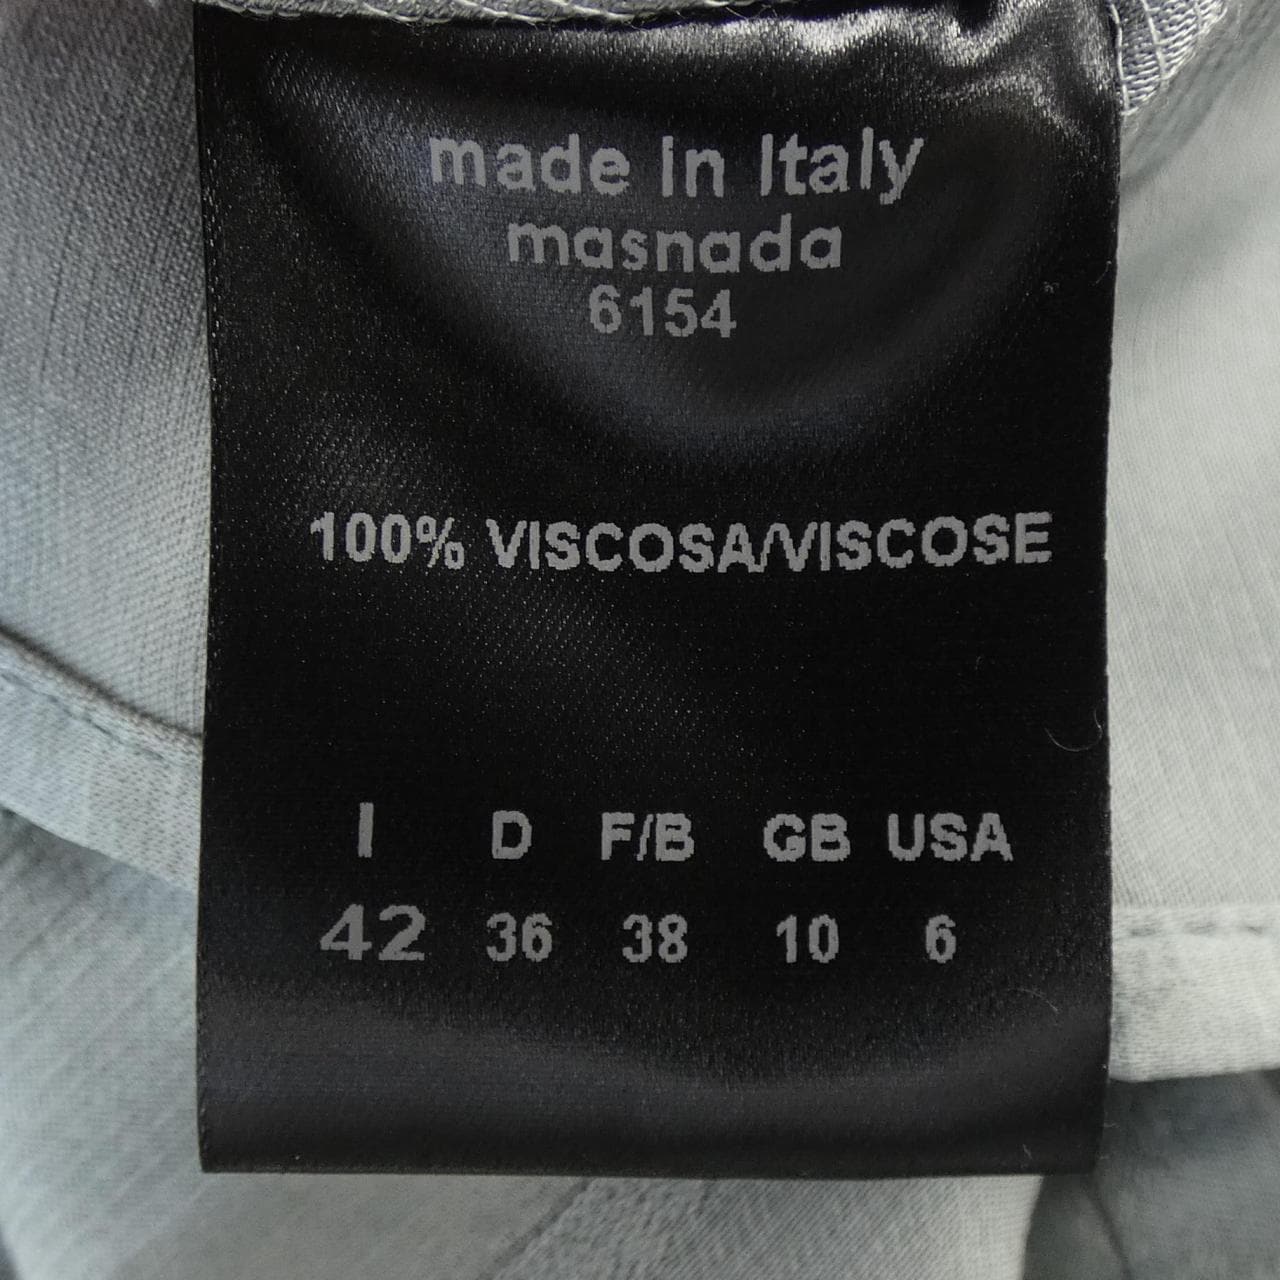 made in Italy
masnada
6154
100% VISCOSA/VISCOSE
I D F/B GB USA
42 36 38 10 6